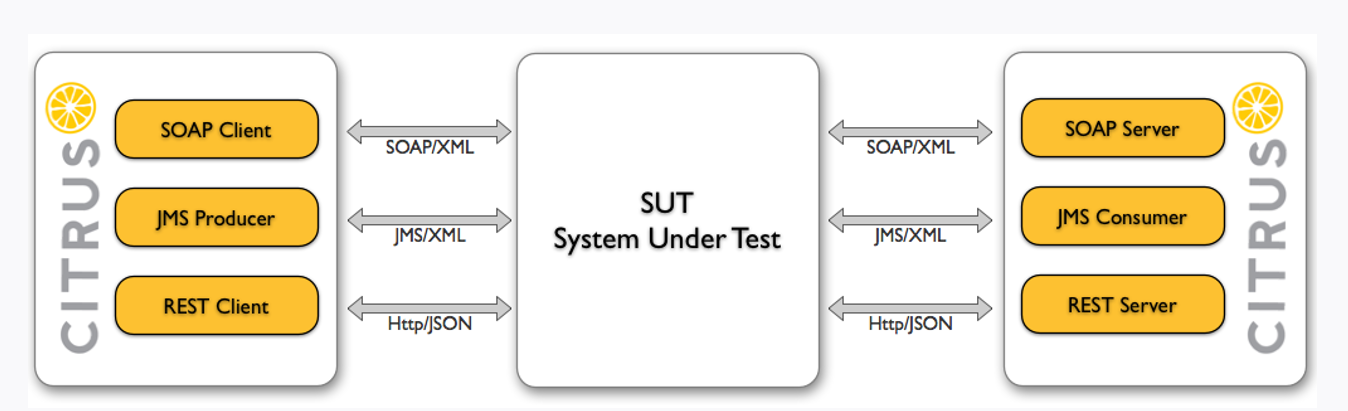 CITRUS
SOAP Client
JMS Producer
REST Client
SOAP/XML
JMS/XML
Http/JSON
SUT
System Under Test
SOAP/XML
JMS/XML
Http/JSON
SOAP Server
JMS Consumer
REST Server
CITRUS